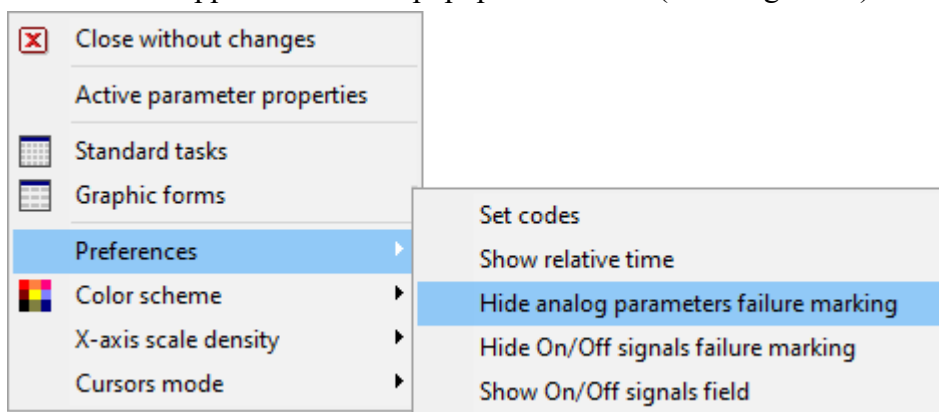 Close without changes
Active parameter properties
Standard tasks
Graphic forms
Preferences
Color scheme
X-axis scale density
Cursors mode
Set codes
Show relative time
Hide analog parameters failure marking
Hide On/Off signals failure marking
Show On/Off signals field